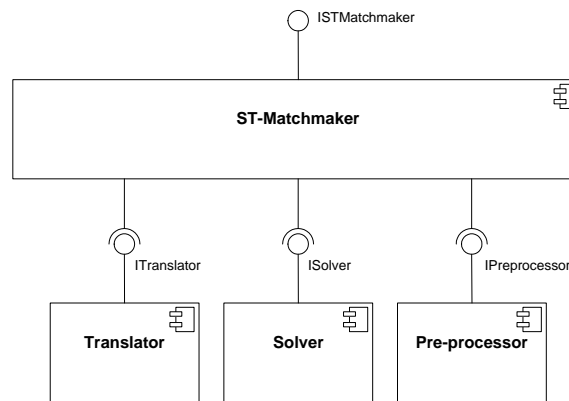 ISTMatchmaker
ST-Matchmaker
ITranslator
ISolver
IPreprocessor
Translator
Solver
Pre-processor